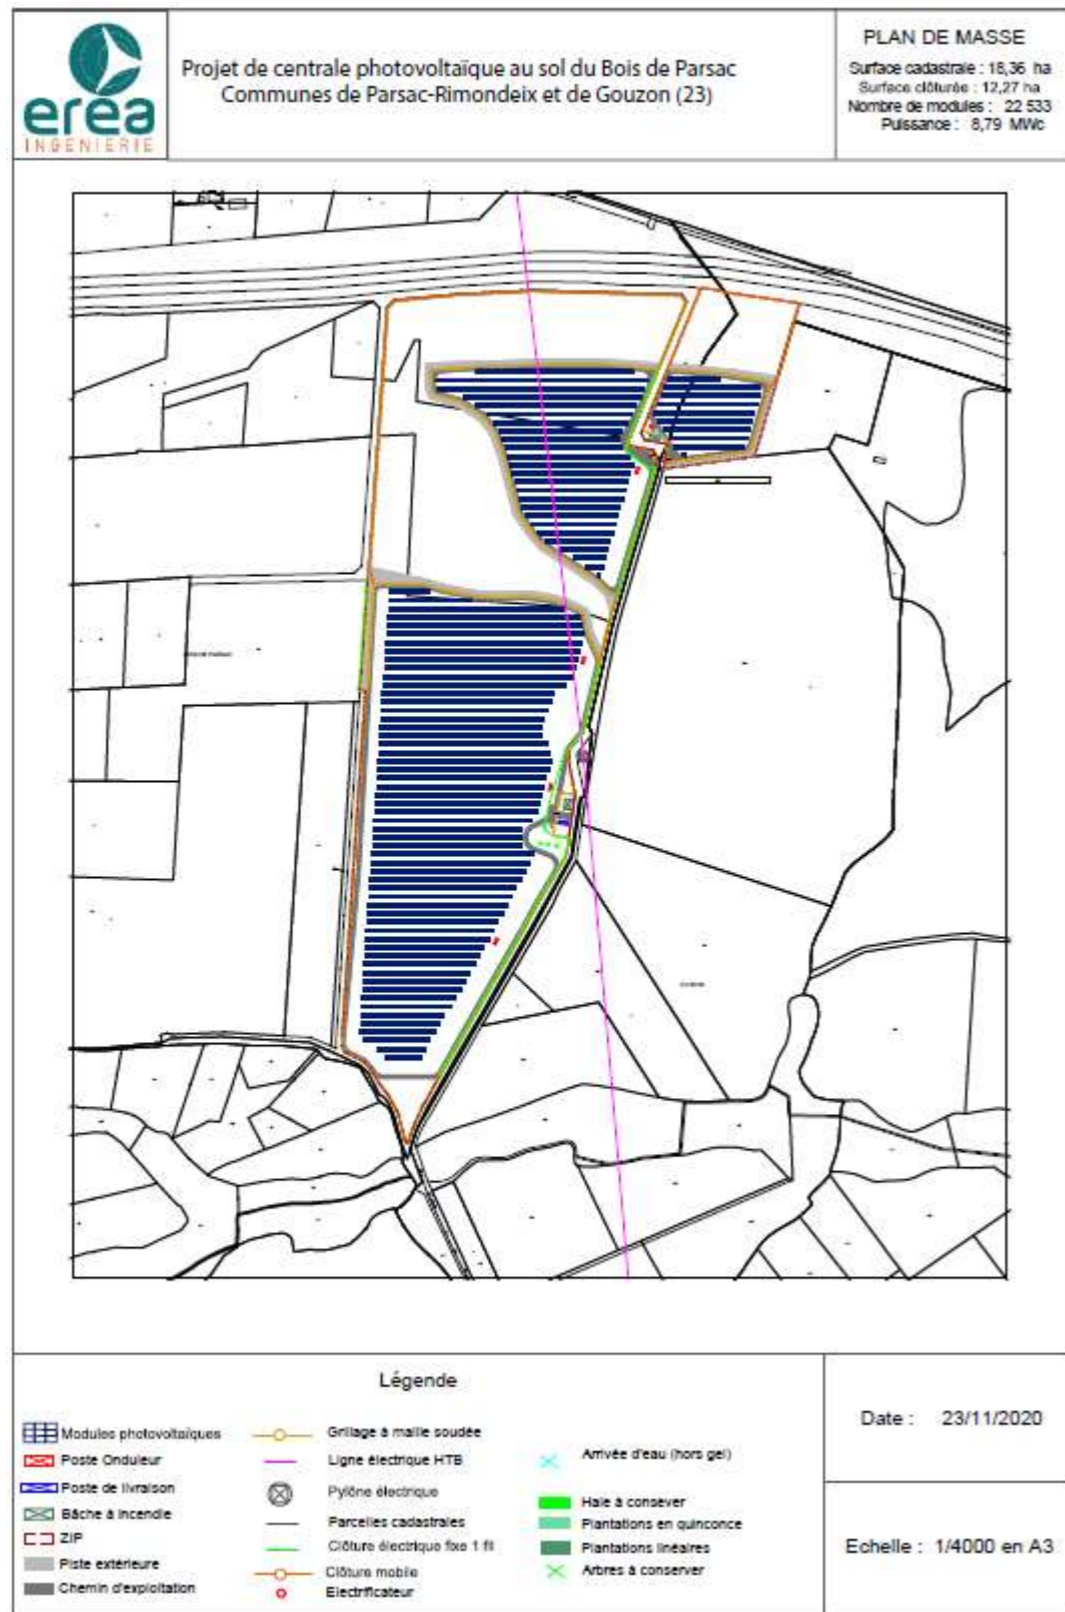 erea
INGENIERIE
Projet de centrale photovoltaïque au sol du Bois de Parsac
Communes de Parsac-Rimondeix et de Gouzon (23)
PLAN DE MASSE
Surface cadastrale : 18,36 ha
Surface clôturée : 12,27 ha
Nombre de modules : 22 533
Puissance : 8,79 MWc
Légende
Modules photovoltaïques
Poste Onduleur
Poste de livraison
Bâche à incendie
ZIP
Piste extérieure
Chemin d'exploitation
Grillage à maille soudée
Ligne électrique HTB
Pylône électrique
Parcelles cadastrales
Clôture électrique fixe 1 fil
Clôture mobile
Electrificateur
Arrivée d'eau (hors gel)
Haie à consever
Plantations en quinconce
Plantations linéaires
Arbres à conserver
Date : 23/11/2020
Echelle : 1/4000 en A3